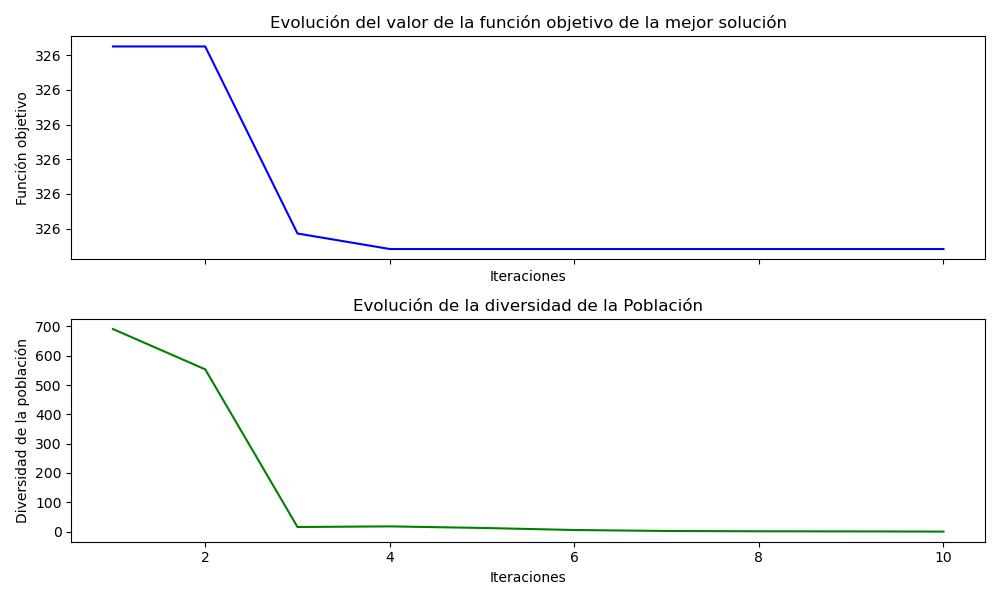 Evolución del valor de la función objetivo de la mejor solución
Función objetivo
326
326
326
326
326
326
Iteraciones
Evolución de la diversidad de la Población
Diversidad de la población
700
600
500
400
300
200
100
0
2 4 6 8 10
Iteraciones